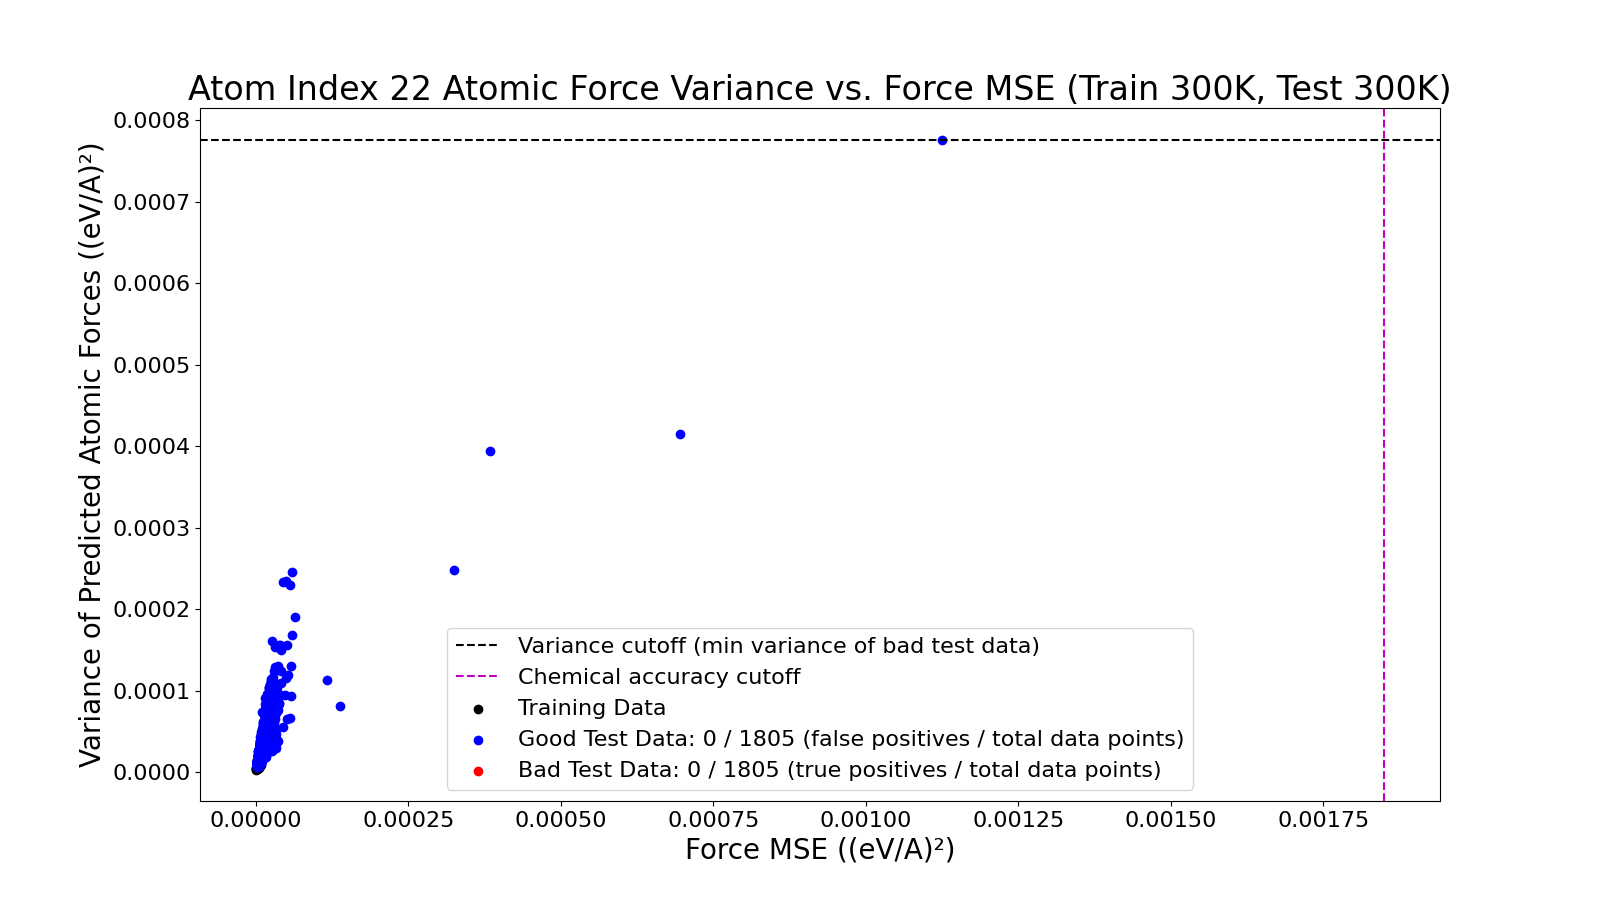 Atom Index 22 Atomic Force Variance vs. Force MSE (Train 300K, Test 300K)
Variance of Predicted Atomic Forces ((eV/A)²)
0.0008
0.0007
0.0006
0.0005
0.0004
0.0003
0.0002
0.0001
0.0000
Variance cutoff (min variance of bad test data)
Chemical accuracy cutoff
Training Data
Good Test Data: 0 / 1805 (false positives / total data points)
Bad Test Data: 0 / 1805 (true positives / total data points)
0.00000 0.00025 0.00050 0.00075 0.00100 0.00125 0.00150 0.00175
Force MSE ((eV/A)²)